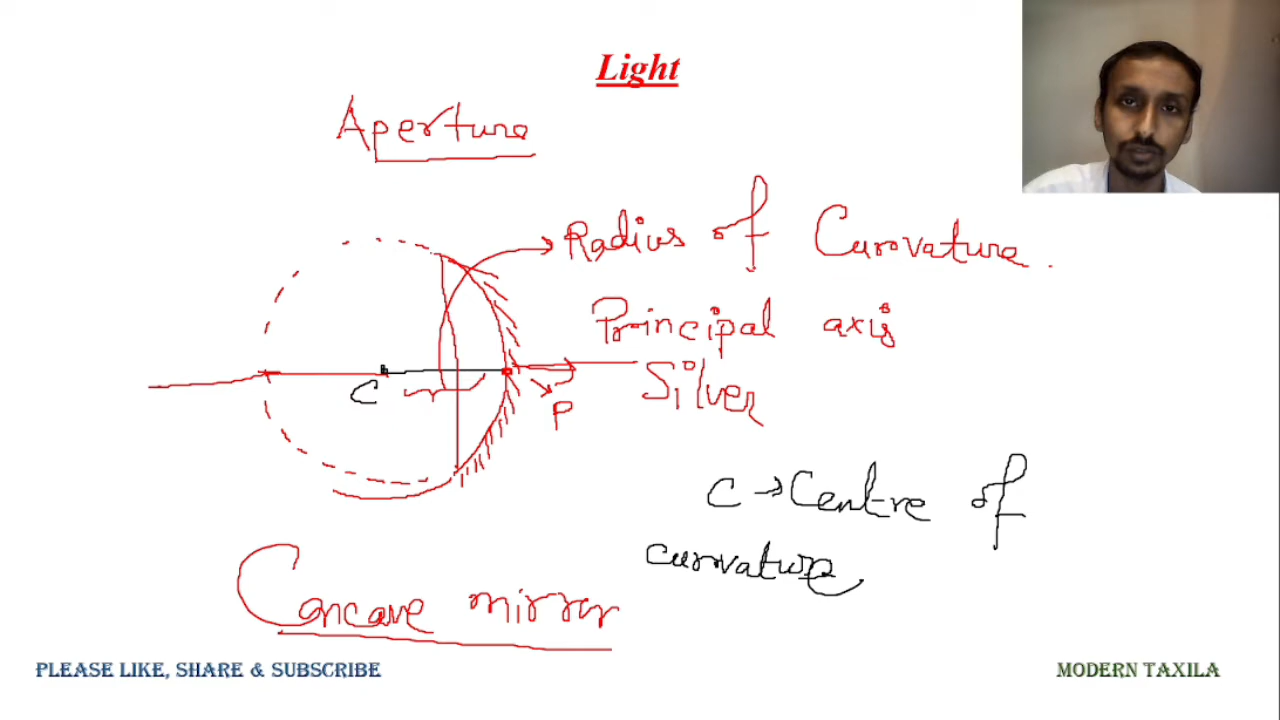 Light
Aperture
Radius of Curvature.
Principal axis
Silver
C
P
C → Centre of
curvature
Concave mirror
PLEASE LIKE, SHARE & SUBSCRIBE
MODERN TAXILA